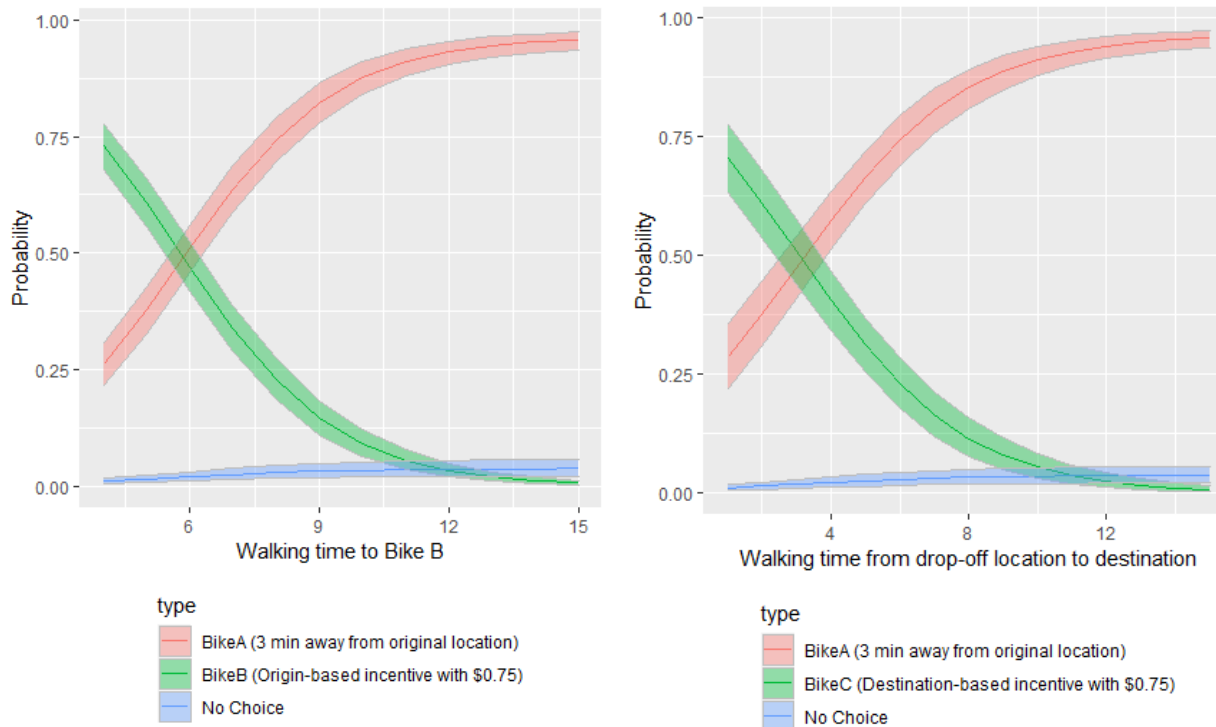 1.00
0.75
0.50
0.25
0.00
Probability
6
9
12
15
Walking time to Bike B
type
BikeA (3 min away from original location)
BikeB (Origin-based incentive with $0.75)
No Choice
1.00
0.75
0.50
0.25
0.00
Probability
4
8
12
Walking time from drop-off location to destination
type
BikeA (3 min away from original location)
BikeC (Destination-based incentive with $0.75)
No Choice